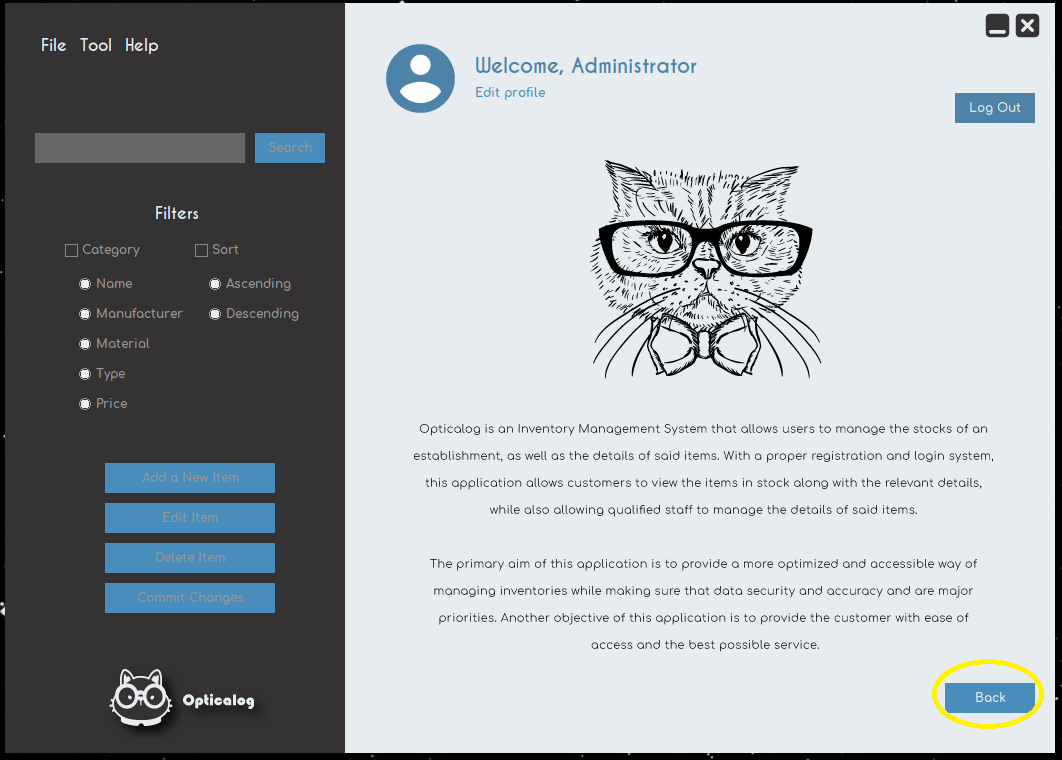 File Tool Help
Welcome, Administrator
Edit profile
Log Out
Search
Filters
Category Sort
Name Ascending
Manufacturer Descending
Material
Type
Price
Add a New Item
Edit Item
Delete Item
Commit Changes
Opticalog
Opticalog is an Inventory Management System that allows users to manage the stocks of an
establishment, as well as the details of said items. With a proper registration and login system,
this application allows customers to view the items in stock along with the relevant details,
while also allowing qualified staff to manage the details of said items.
The primary aim of this application is to provide a more optimized and accessible way of
managing inventories while making sure that data security and accuracy and are major
priorities. Another objective of this application is to provide the customer with ease of
access and the best possible service.
Back